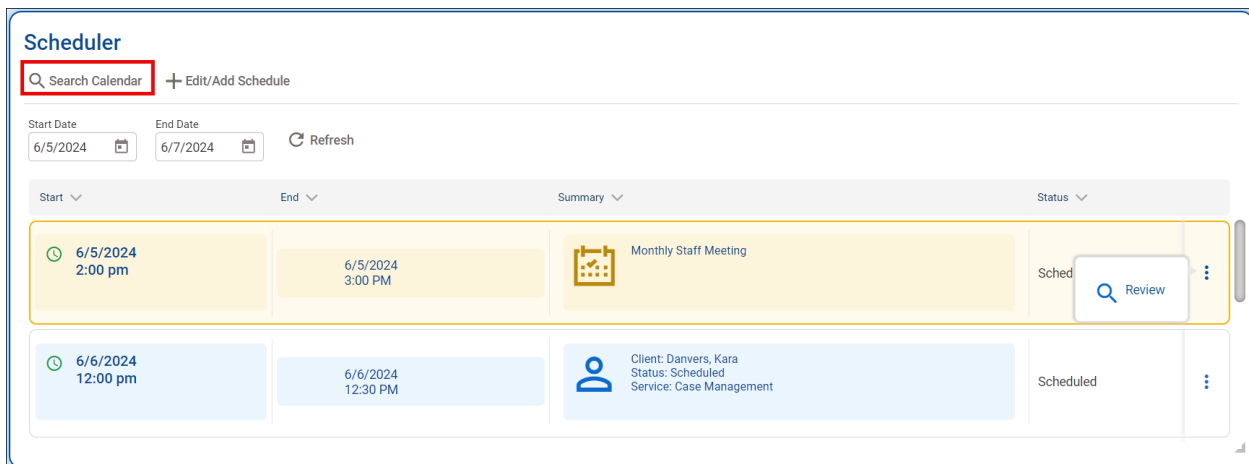 Scheduler
Search Calendar
Edit/Add Schedule
Start Date
End Date
6/5/2024
6/7/2024
Refresh
Start
End
Summary
Status
6/5/2024
2:00 pm
6/5/2024
3:00 PM
Monthly Staff Meeting
Sched
Review
6/6/2024
12:00 pm
6/6/2024
12:30 PM
Client: Danvers, Kara
Status: Scheduled
Service: Case Management
Scheduled